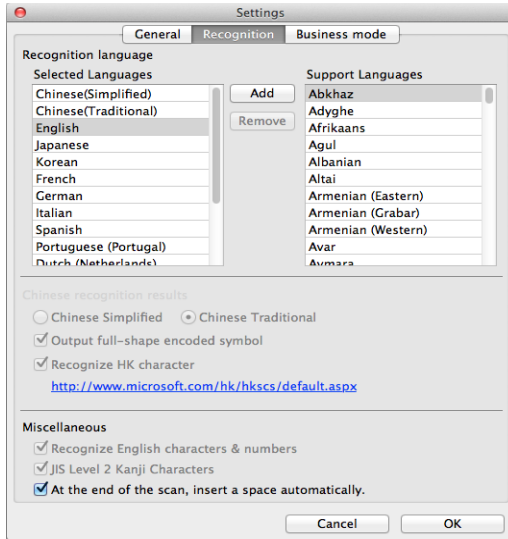 Settings
General Recognition Business mode
Recognition language
Selected Languages
Chinese(Simplified)
Chinese(Traditional)
English
Japanese
Korean
French
German
Italian
Spanish
Portuguese (Portugal)
Dutch (Netherlands)
Add
Remove
Support Languages
Abkhaz
Adyghe
Afrikaans
Agul
Albanian
Altai
Armenian (Eastern)
Armenian (Grabar)
Armenian (Western)
Avar
Aymara
Chinese recognition results
Chinese Simplified Chinese Traditional
Output full-shape encoded symbol
Recognize HK character
http://www.microsoft.com/hk/hkscs/default.aspx
Miscellaneous
Recognize English characters & numbers
JIS Level 2 Kanji Characters
At the end of the scan, insert a space automatically.
Cancel OK